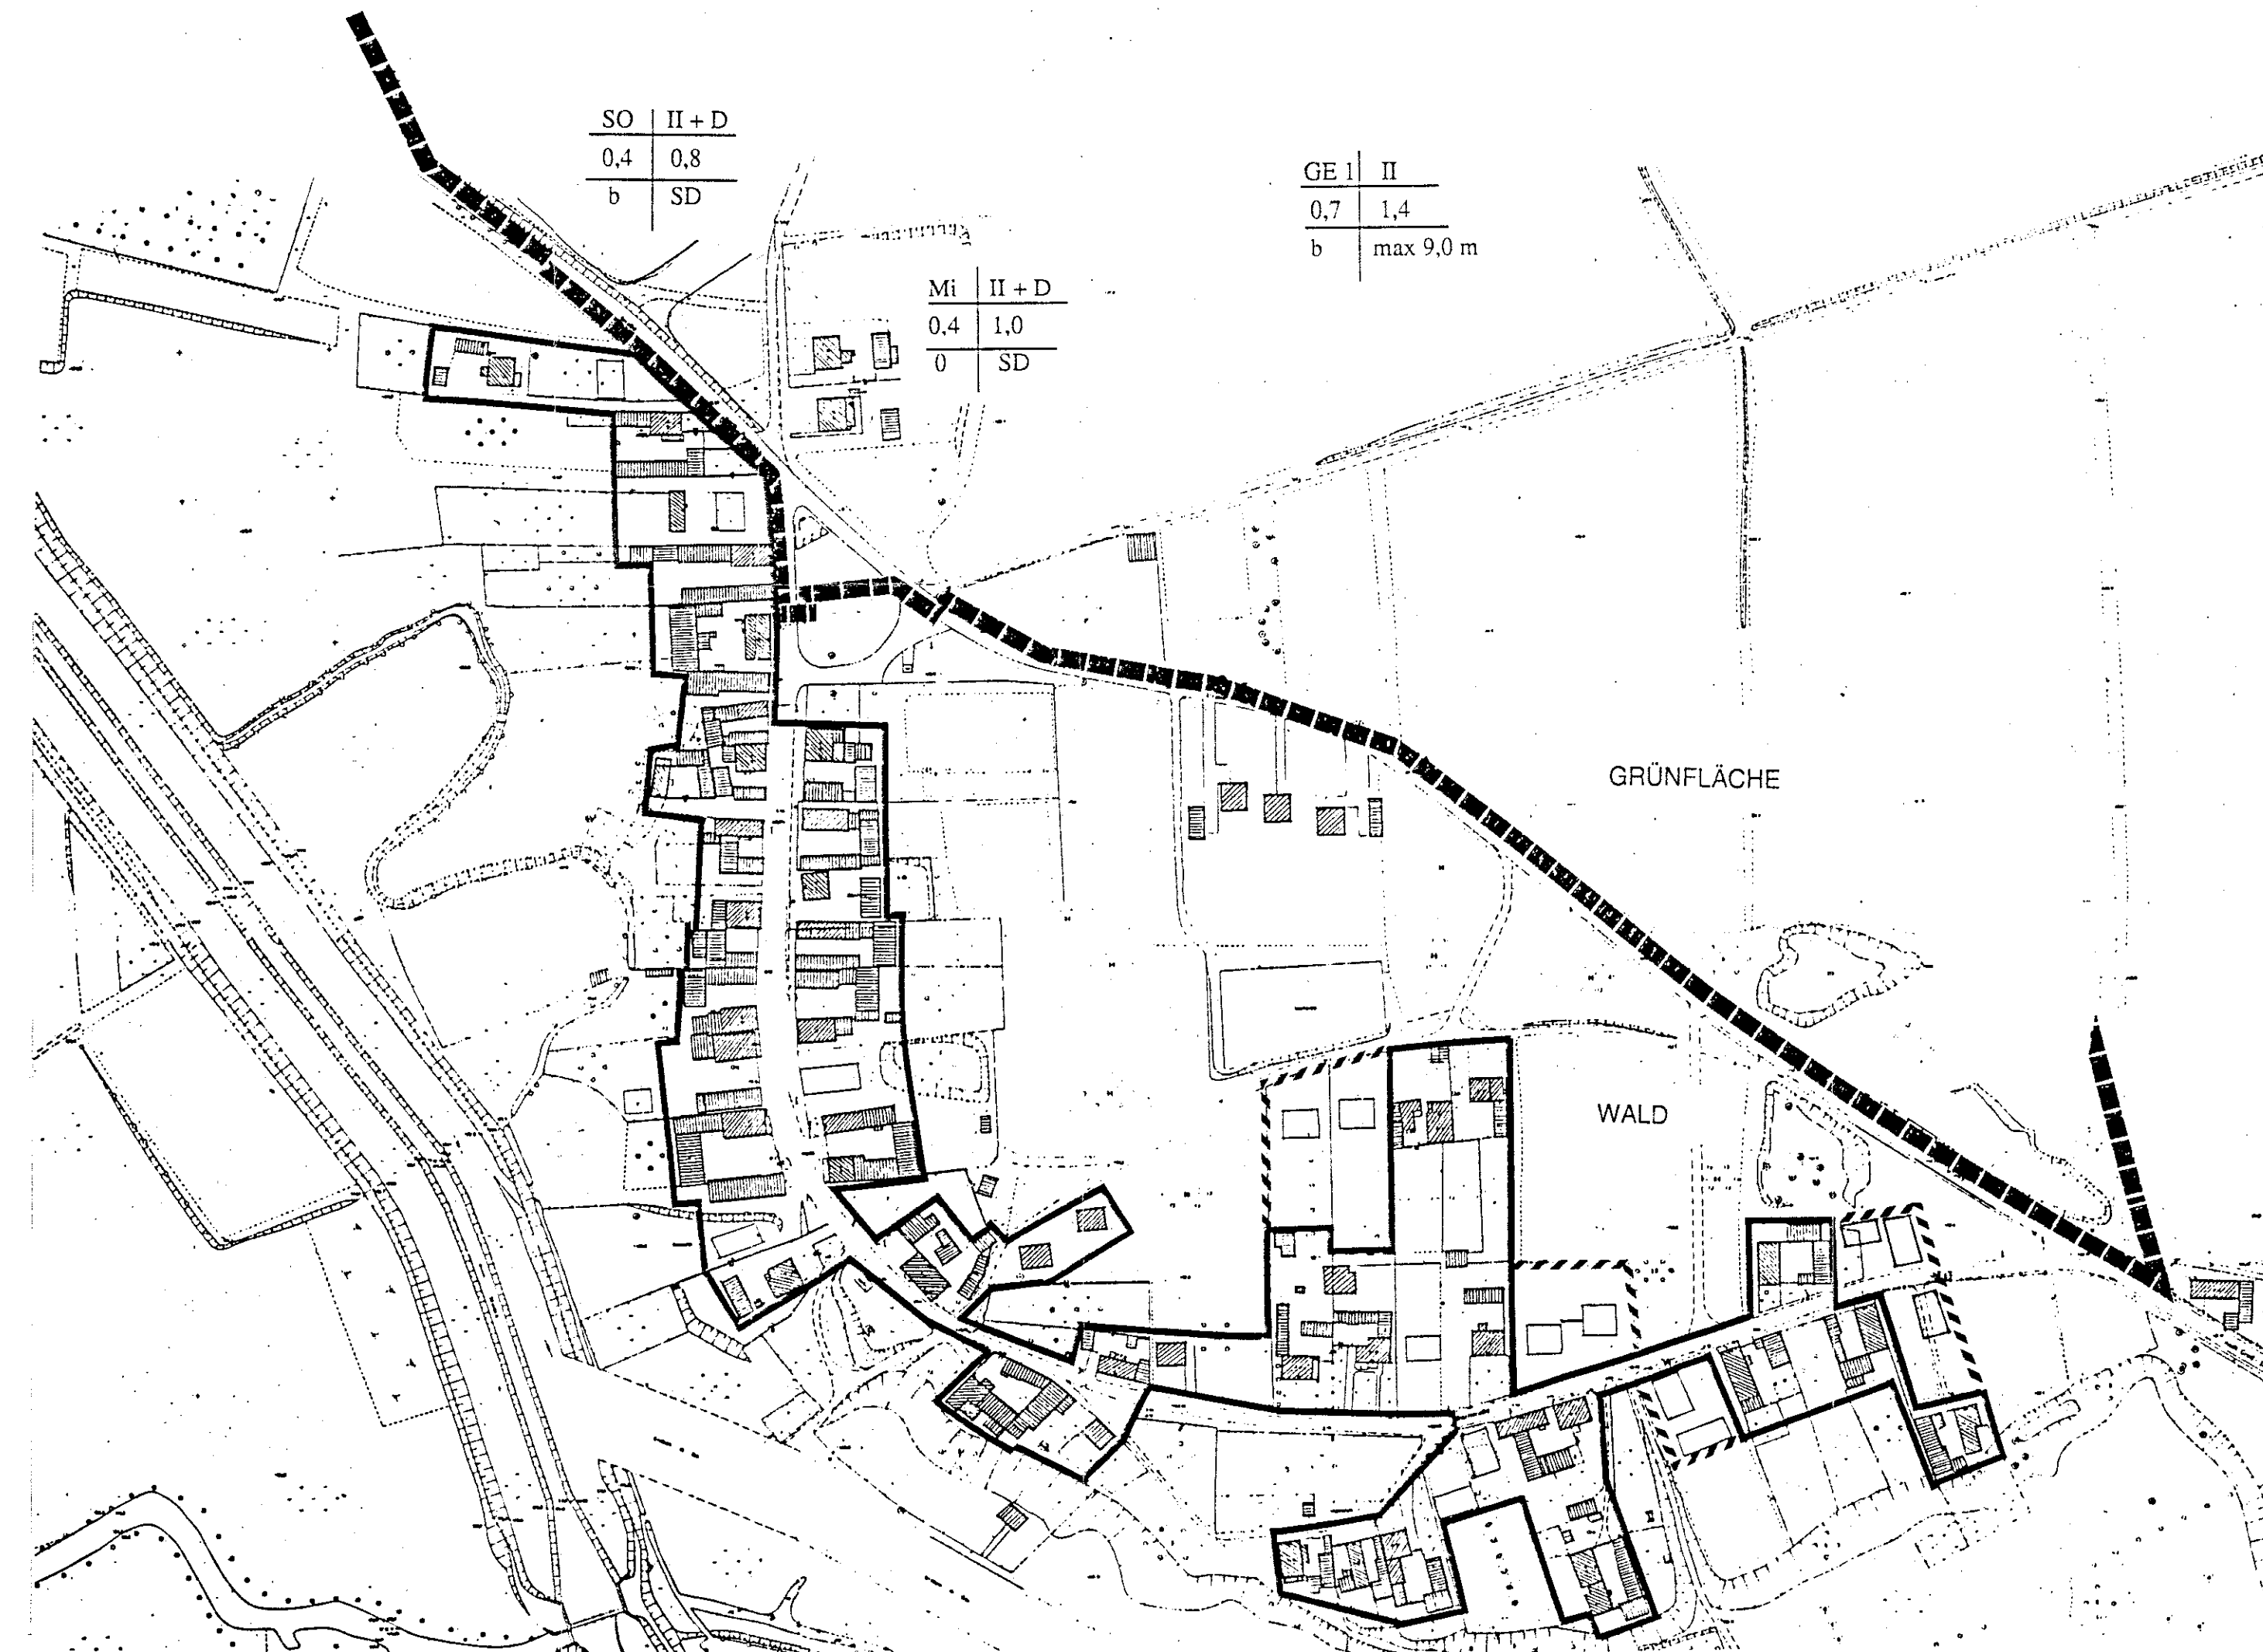 SO II + D
0,4 0,8
b SD
GE 1 II
0,7 1,4
b max 9,0 m
Mi II + D
0,4 1,0
0 SD
GRÜNFLÄCHE
WALD